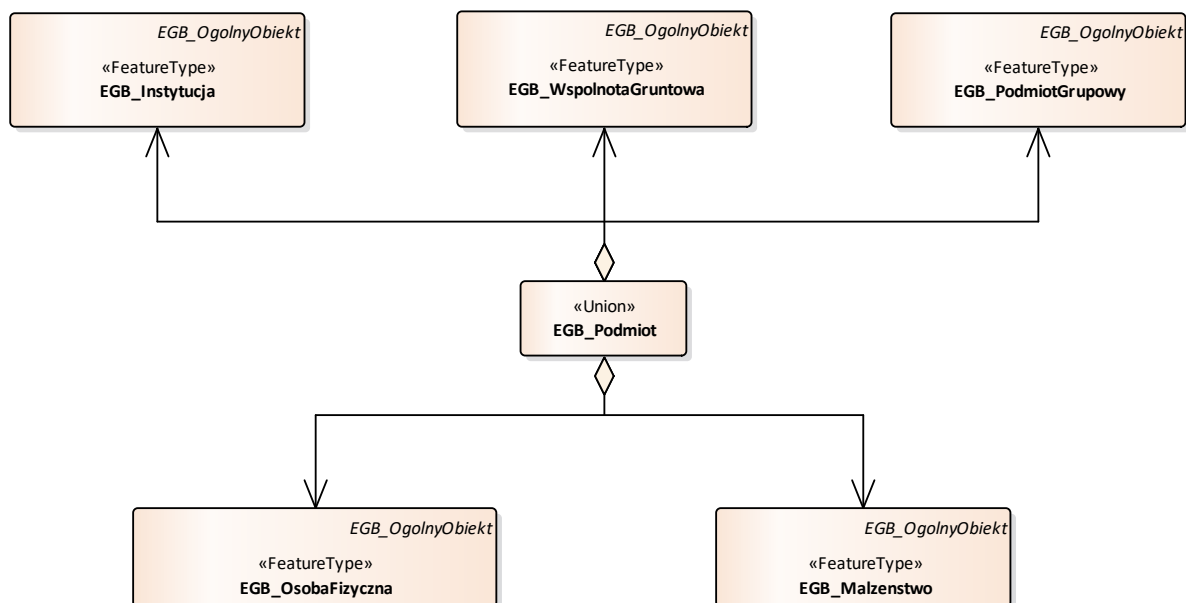 EGB_OgolnyObiekt
«FeatureType»
EGB_Instytucja
EGB_OgolnyObiekt
«FeatureType»
EGB_WspolnotaGruntowa
EGB_OgolnyObiekt
«FeatureType»
EGB_PodmiotGrupowy
«Union»
EGB_Podmiot
EGB_OgolnyObiekt
«FeatureType»
EGB_OsobaFizyczna
EGB_OgolnyObiekt
«FeatureType»
EGB_Malzenstwo